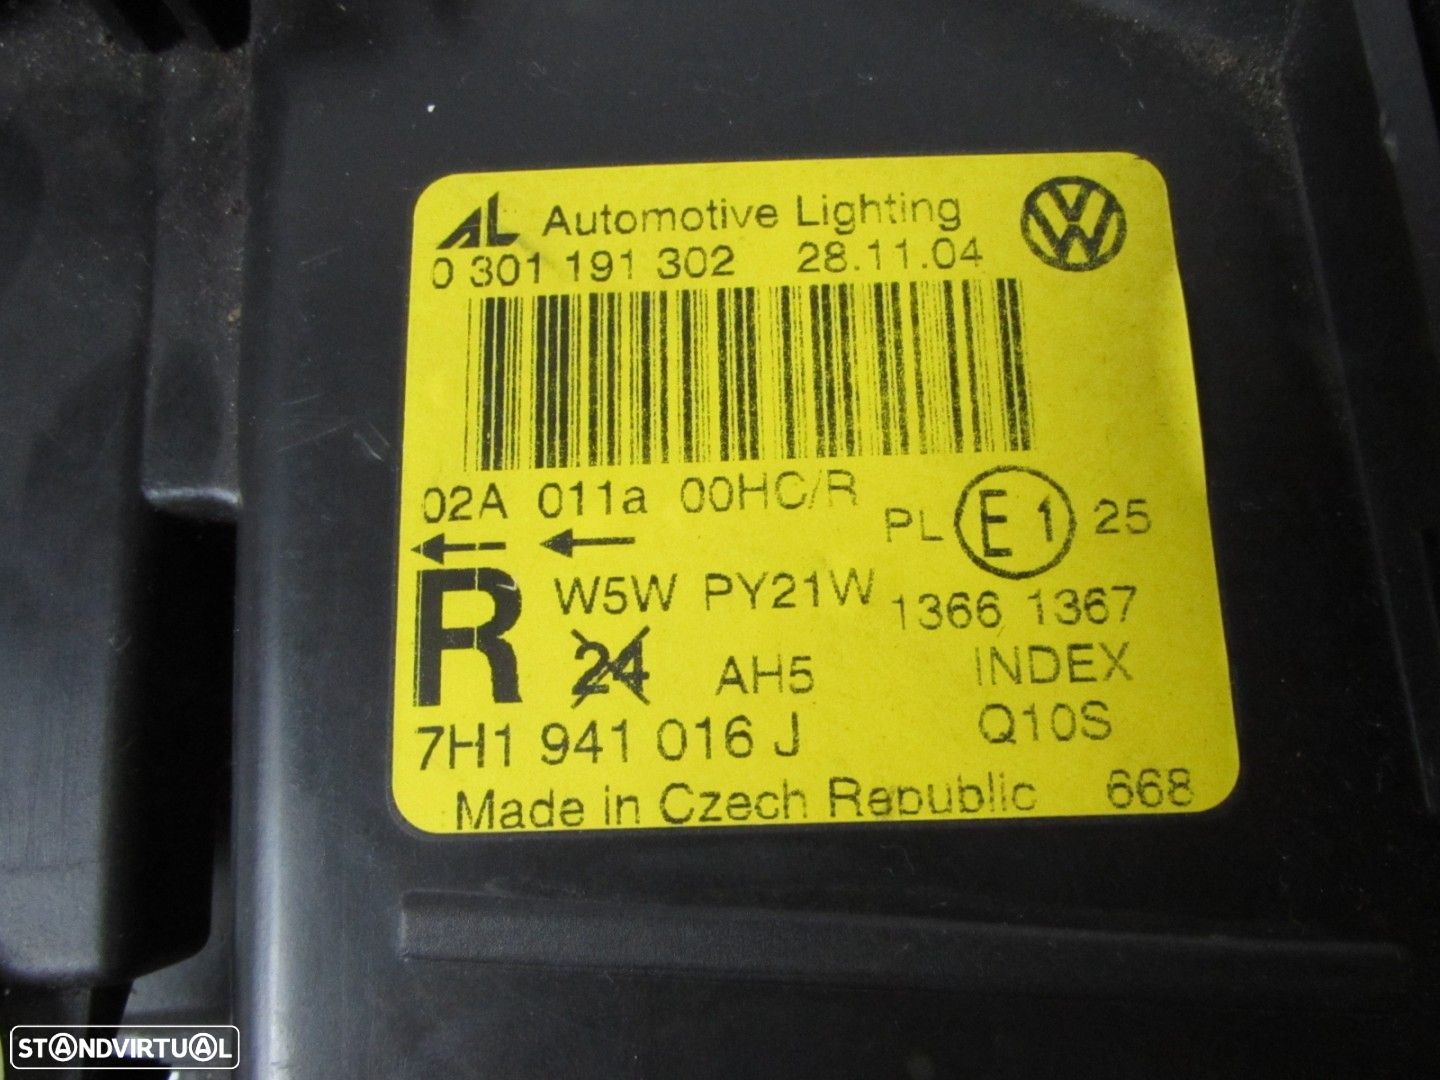 AL Automotive Lighting
0 301 191 302 28.11.04
02A 011a 00HC/R
PL E1 25
R W5W PY21W
1366 1367
24 AH5
INDEX
7H1 941 016 J
Q10S
Made in Czech Republic 668
STANDVIRTUAL